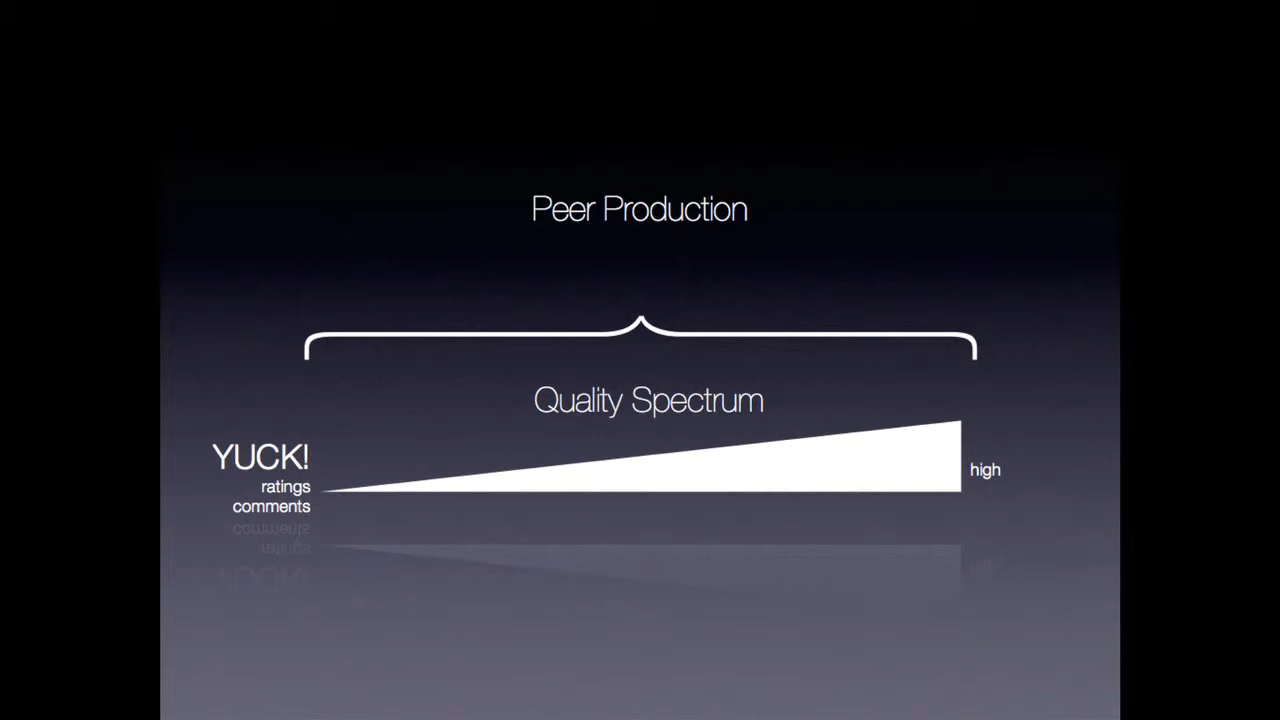 Peer Production
Quality Spectrum
YUCK!
ratings
comments
high